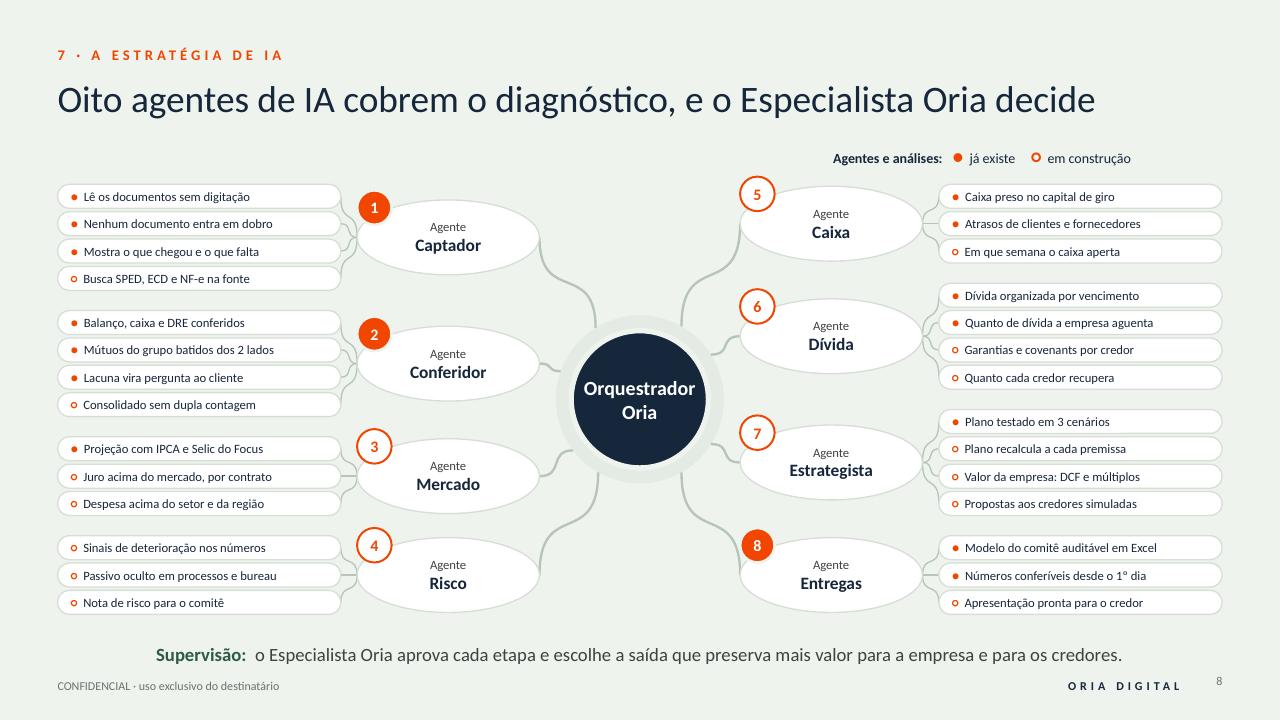 7 · A ESTRATÉGIA DE IA
Oito agentes de IA cobrem o diagnóstico, e o Especialista Oria decide
Agentes e análises: já existe em construção
Lê os documentos sem digitação
Nenhum documento entra em dobro
Mostra o que chegou e o que falta
Busca SPED, ECD e NF-e na fonte
1
Agente
Captador
Balanço, caixa e DRE conferidos
Mútuos do grupo batidos dos 2 lados
Lacuna vira pergunta ao cliente
Consolidado sem dupla contagem
2
Agente
Conferidor
Projeção com IPCA e Selic do Focus
Juro acima do mercado, por contrato
Despesa acima do setor e da região
3
Agente
Mercado
Sinais de deterioração nos números
Passivo oculto em processos e bureau
Nota de risco para o comitê
4
Agente
Risco
Orquestrador
Oria
5
Agente
Caixa
Caixa preso no capital de giro
Atrasos de clientes e fornecedores
Em que semana o caixa aperta
6
Agente
Dívida
Dívida organizada por vencimento
Quanto de dívida a empresa aguenta
Garantias e covenants por credor
Quanto cada credor recupera
7
Agente
Estrategista
Plano testado em 3 cenários
Plano recalcula a cada premissa
Valor da empresa: DCF e múltiplos
Propostas aos credores simuladas
8
Agente
Entregas
Modelo do comitê auditável em Excel
Números conferíveis desde o 1º dia
Apresentação pronta para o credor
Supervisão: o Especialista Oria aprova cada etapa e escolhe a saída que preserva mais valor para a empresa e para os credores.
CONFIDENCIAL · uso exclusivo do destinatário
ORIA DIGITAL
8